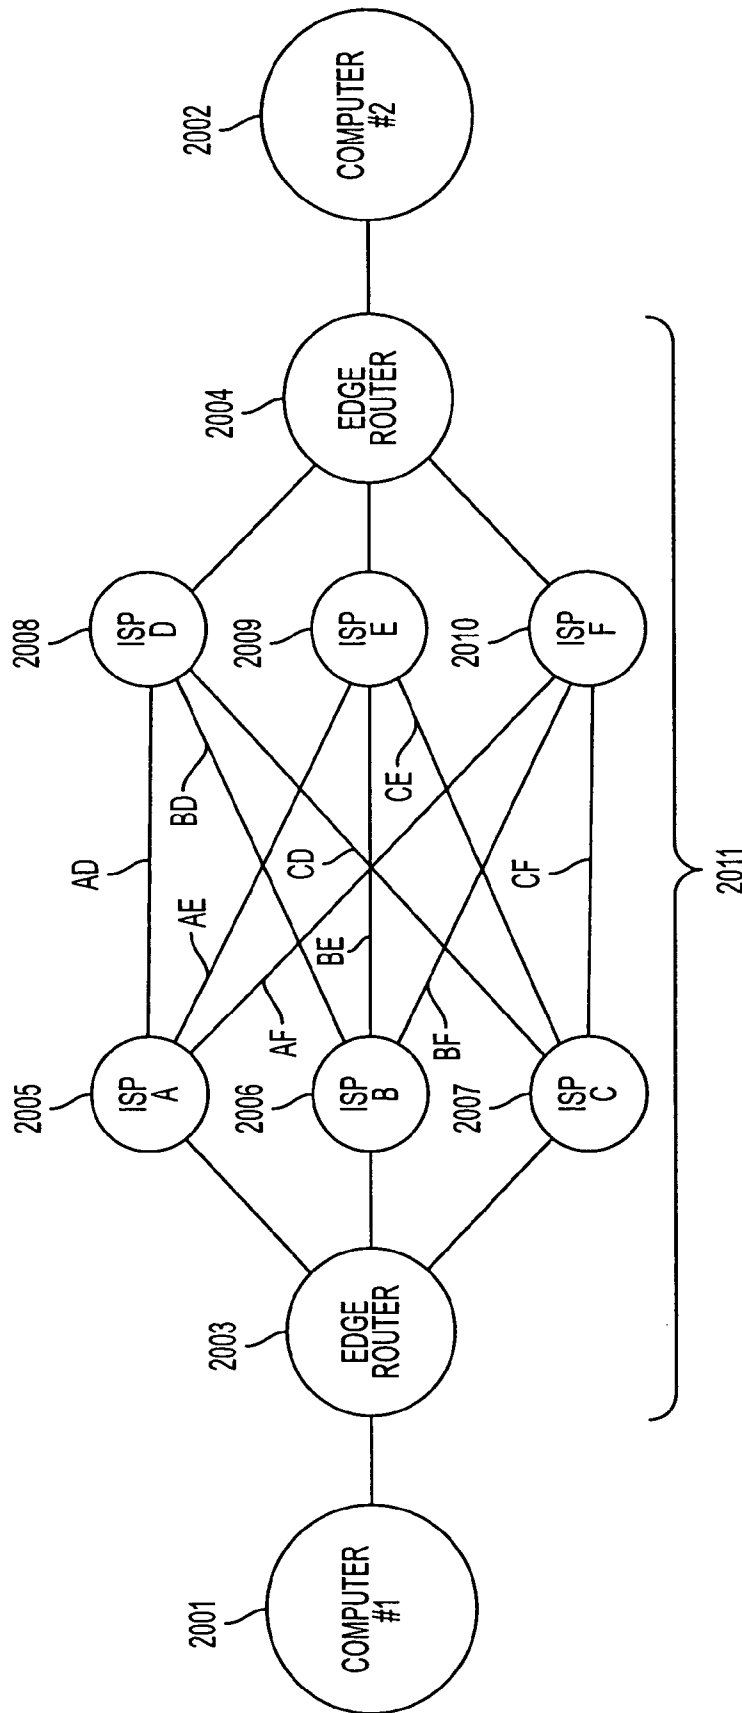 2001
COMPUTER
#1
2003
EDGE
ROUTER
2005
ISP
A
2006
ISP
B
2007
ISP
C
AD
BD
AE
CD
AF
BE
CE
BF
CF
2008
ISP
D
2009
ISP
E
2010
ISP
F
2004
EDGE
ROUTER
2002
COMPUTER
#2
2011